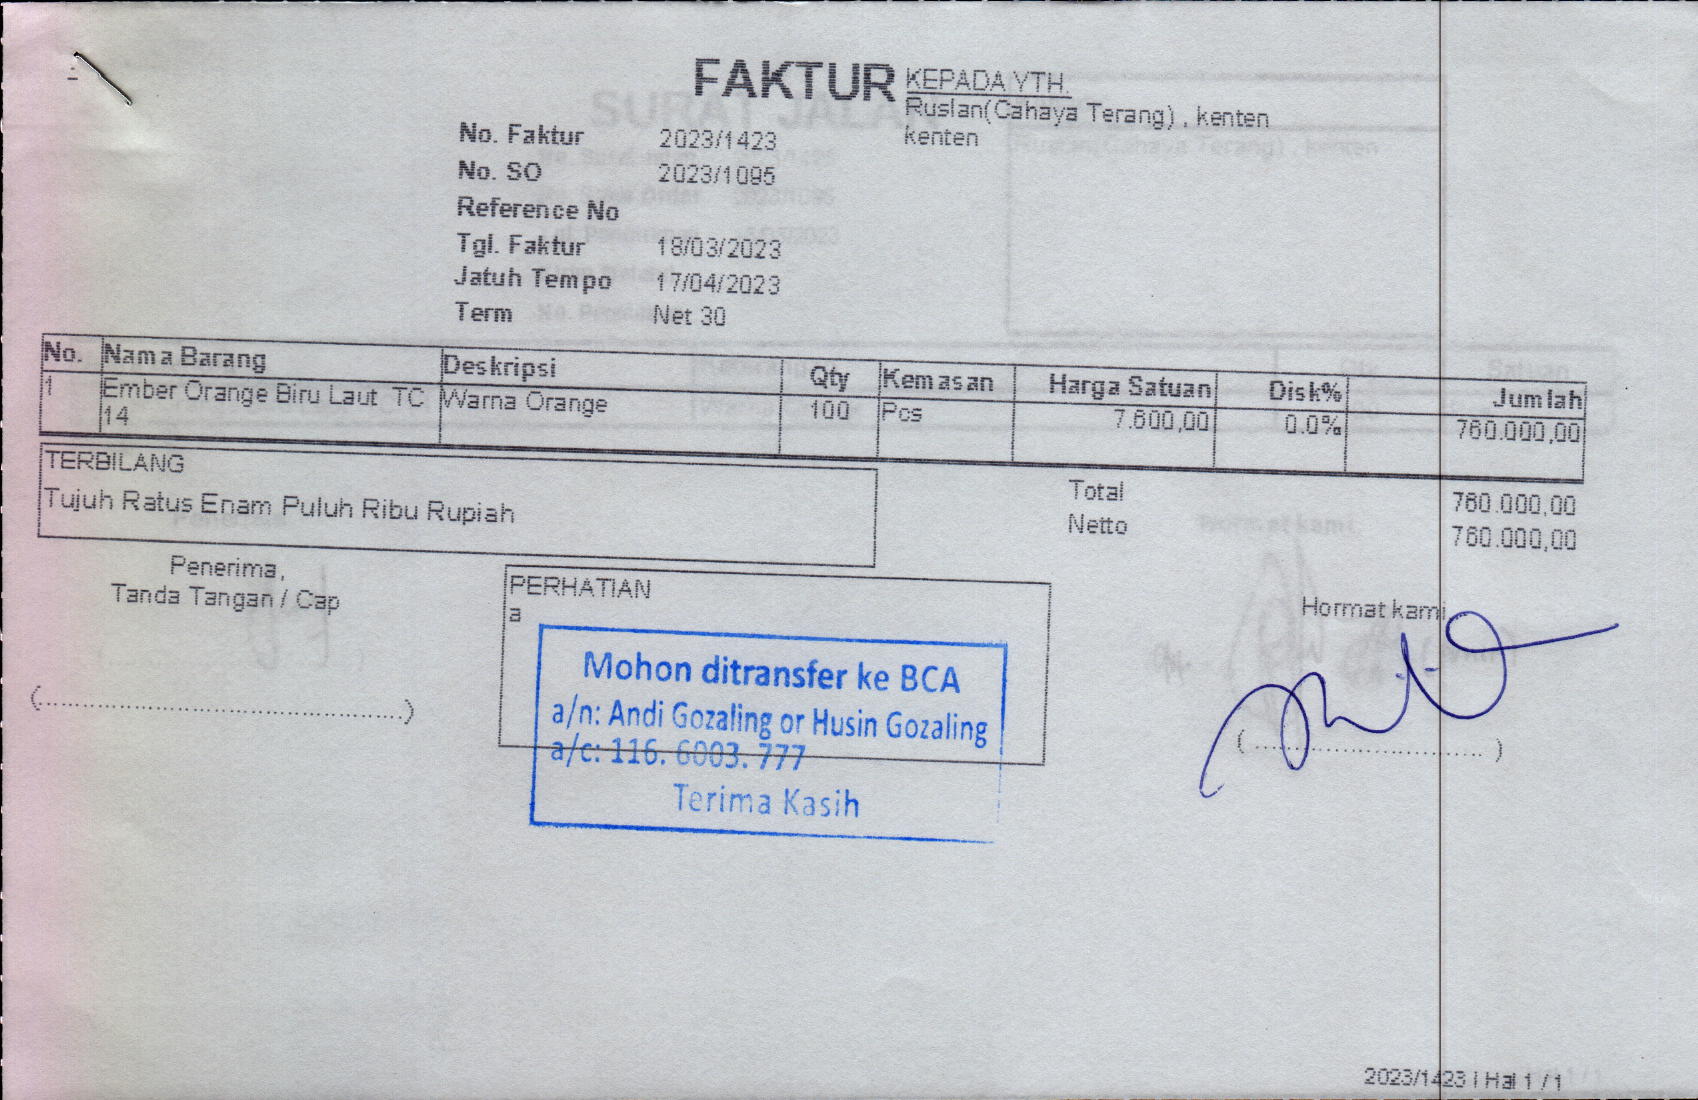 FAKTUR
KEPADA YTH.
Ruslan(Cahaya Terang) , kenten
kenten
No. Faktur 2023/1423
No. SO 2023/1095
Reference No
Tgl. Faktur 18/03/2023
Jatuh Tempo 17/04/2023
Term Net 30
No. Nama Barang Deskripsi Qty Kemasan Harga Satuan Disk% Jumlah
1 Ember Orange Biru Laut TC Warna Orange 100 Pcs 7.600,00 0.0% 760.000,00
14
TERBILANG
Tujuh Ratus Enam Puluh Ribu Rupiah
Total 760.000,00
Netto 760.000,00
Penerima,
Tanda Tangan / Cap
(........................................)
PERHATIAN
a
Mohon ditransfer ke BCA
a/n: Andi Gozaling or Husin Gozaling
a/c: 116. 6003. 777
Terima Kasih
Hormat kami
(................................)
2023/1423 | Hal 1 / 1